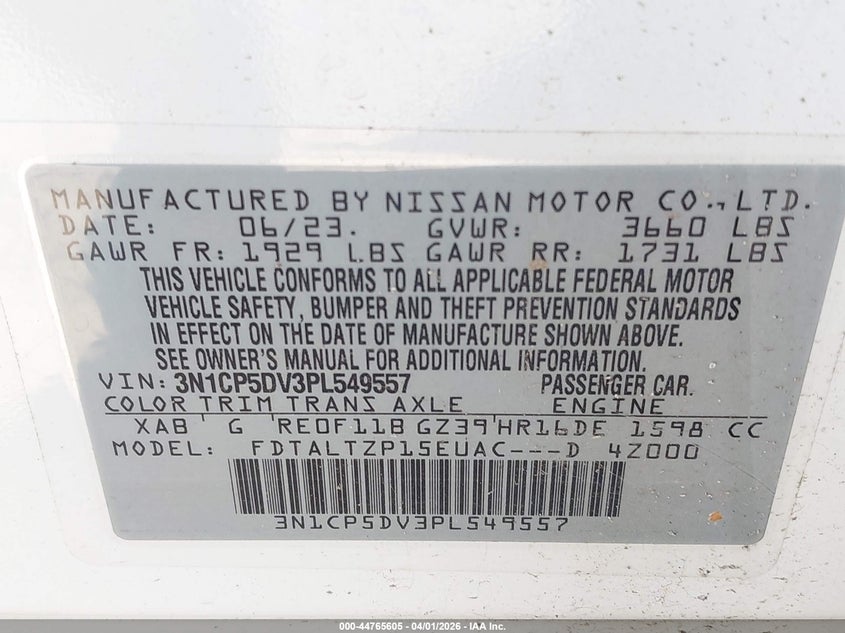 MANUFACTURED BY NISSAN MOTOR CO., LTD.
DATE: 06/23. GVWR: 3660 LBS
GAWR FR: 1929 LBS GAWR RR: 1731 LBS
THIS VEHICLE CONFORMS TO ALL APPLICABLE FEDERAL MOTOR
VEHICLE SAFETY, BUMPER AND THEFT PREVENTION STANDARDS
IN EFFECT ON THE DATE OF MANUFACTURE SHOWN ABOVE.
SEE OWNER'S MANUAL FOR ADDITIONAL INFORMATION.
VIN: 3N1CP5DV3PL549557 PASSENGER CAR.
COLOR TRIM TRANS AXLE ENGINE
XAB G RE0F11B GZ39 HR16DE 1598 CC
MODEL: FDTALTZP15EUAC---D 4Z000
3N1CP5DV3PL549557
000-44765605 - 04/01/2026 - IAA Inc.